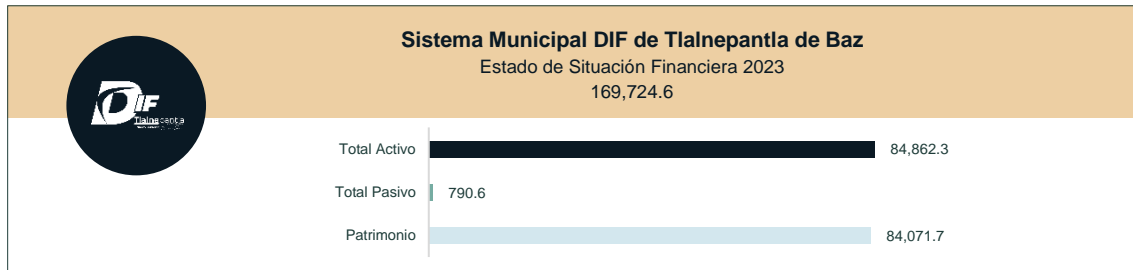 Sistema Municipal DIF de Tlalnepantla de Baz
Estado de Situación Financiera 2023
169,724.6
DIF
Tlalnepantla
Total Activo 84,862.3
Total Pasivo 790.6
Patrimonio 84,071.7